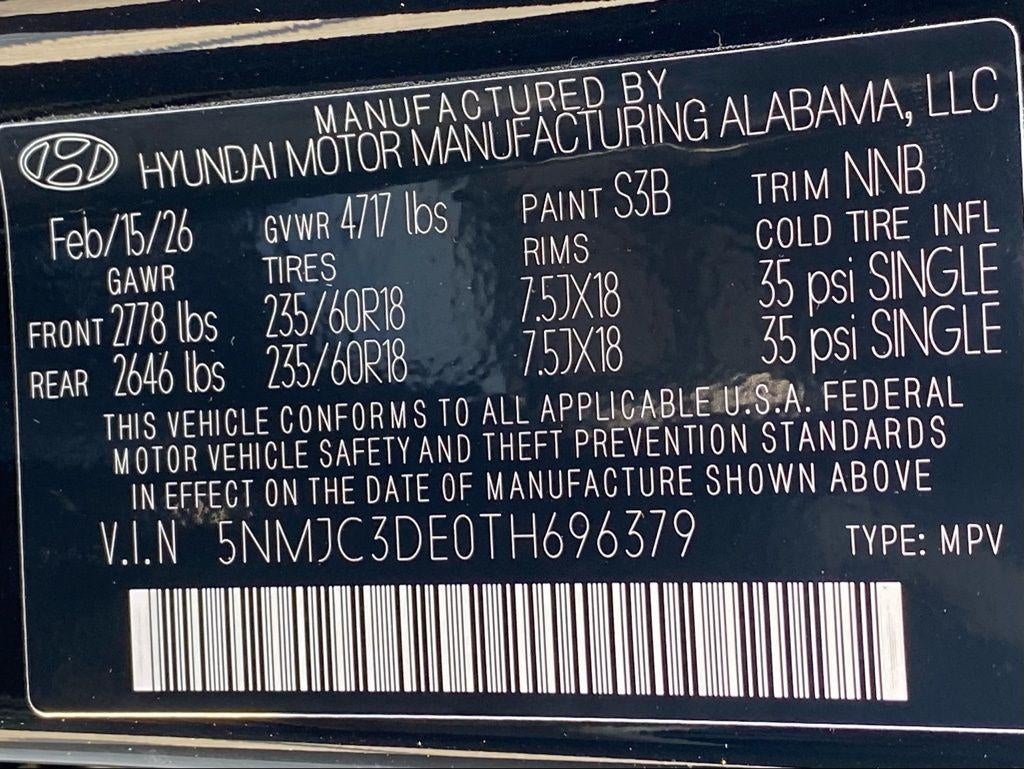 MANUFACTURED BY
HYUNDAI MOTOR MANUFACTURING ALABAMA, LLC
Feb/15/26 GVWR 4717 lbs PAINT S3B TRIM NNB
GAWR TIRES RIMS COLD TIRE INFL
FRONT 2778 lbs 235/60R18 7.5JX18 35 psi SINGLE
REAR 2646 lbs 235/60R18 7.5JX18 35 psi SINGLE
THIS VEHICLE CONFORMS TO ALL APPLICABLE U.S.A. FEDERAL
MOTOR VEHICLE SAFETY AND THEFT PREVENTION STANDARDS
IN EFFECT ON THE DATE OF MANUFACTURE SHOWN ABOVE
V.I.N 5NMJC3DE0TH696379 TYPE: MPV